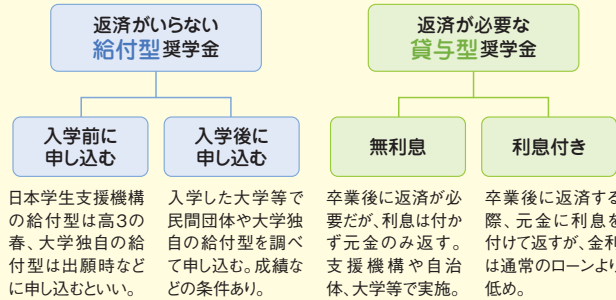 返済がいらない
給付型奨学金
返済が必要な
貸与型奨学金
入学前に
申し込む
入学後に
申し込む
無利息
利息付き
日本学生支援機構
の給付型は高3の
春、大学独自の給
付型は出願時など
に申し込むといい。
入学した大学等で
民間団体や大学独
自の給付型を調べ
て申し込む。成績な
どの条件あり。
卒業後に返済が必
要だが、利息は付か
ず元金のみ返す。
支援機構や自治
体、大学等で実施。
卒業後に返済する
際、元金に利息を
付けて返すが、金利
は通常のローンより
低め。